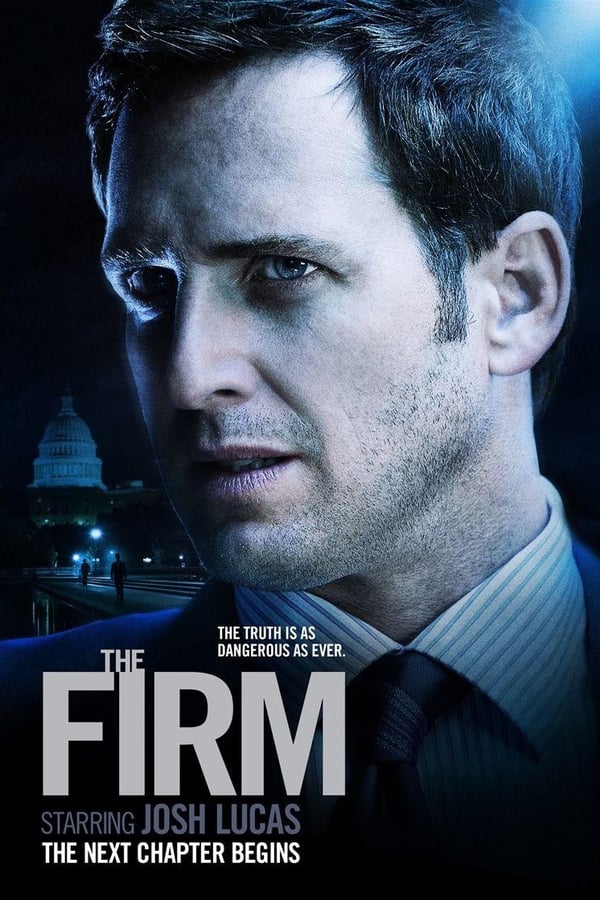 THE TRUTH IS AS
DANGEROUS AS EVER.
THE
FIRM
STARRING JOSH LUCAS
THE NEXT CHAPTER BEGINS